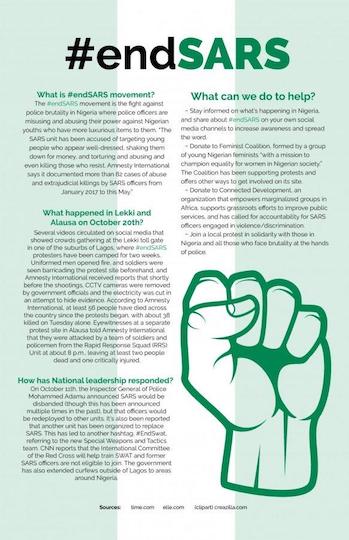 #endSARS
What is #endSARS movement?
The #endSARS movement is the fight against
police brutality in Nigeria where police officers are
misusing and abusing their power against Nigerian
youths who have more luxurious items to them. "The
SARS unit has been accused of targeting young
people who appear well-dressed, shaking them
down for money, and torturing and abusing and
even killing those who resist. Amnesty International
says it documented more than 82 cases of abuse
and extrajudicial killings by SARS officers from
January 2017 to this May."
What happened in Lekki and
Alausa on October 20th?
Several videos circulated on social media that
showed crowds gathering at the Lekki toll gate
in one of the suburbs of Lagos, where #endSARS
protesters have been camped for two weeks.
Uniformed men opened fire, and soldiers were
seen barricading the protest site beforehand, and
Amnesty International received reports that shortly
before the shootings, CCTV cameras were removed
by government officials and the electricity was cut in
an attempt to hide evidence. According to Amnesty
International, at least 56 people have died across
the country since the protests began, with about 38
killed on Tuesday alone. Eyewitnesses at a separate
protest site in Alausa told Amnesty International
that they were attacked by a team of soldiers and
policemen from the Rapid Response Squad (RRS)
Unit at about 8 p.m., leaving at least two people
dead and one critically injured.
How has National leadership responded?
On October 11th, the Inspector General of Police
Mohammed Adamu announced SARS would be
disbanded (though this has been announced
multiple times in the past), but that officers would
be redeployed to other units. It's also been reported
that another unit has been organized to replace
SARS. This has led to another hashtag, #EndSwat,
referring to the new Special Weapons and Tactics
team. CNN reports that the International Committee
of the Red Cross will help train SWAT and former
SARS officers are not eligible to join. The government
has also extended curfews outside of Lagos to areas
around Nigeria.
What can we do to help?
~ Stay informed on what's happening in Nigeria,
and share about #endSARS on your own social
media channels to increase awareness and spread
the word.
~ Donate to Feminist Coalition, formed by a group
of young Nigerian feminists "with a mission to
champion equality for women in Nigerian society."
The Coalition has been supporting protests and
offers other ways to get involved on its site.
~ Donate to Connected Development, an
organization that empowers marginalized groups in
Africa, supports grassroots efforts to improve public
services, and has called for accountability for SARS
officers engaged in violence/discrimination.
~ Join a local protest in solidarity with those in
Nigeria and all those who face brutality at the hands
of police.
Sources: time.com elle.com (clipart) creazilla.com